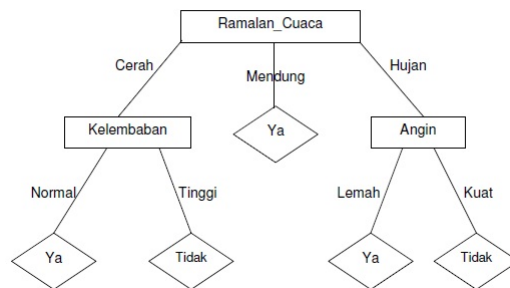 Ramalan_Cuaca
Cerah
Mendung
Hujan
Kelembaban
Ya
Angin
Normal
Tinggi
Lemah
Kuat
Ya
Tidak
Ya
Tidak